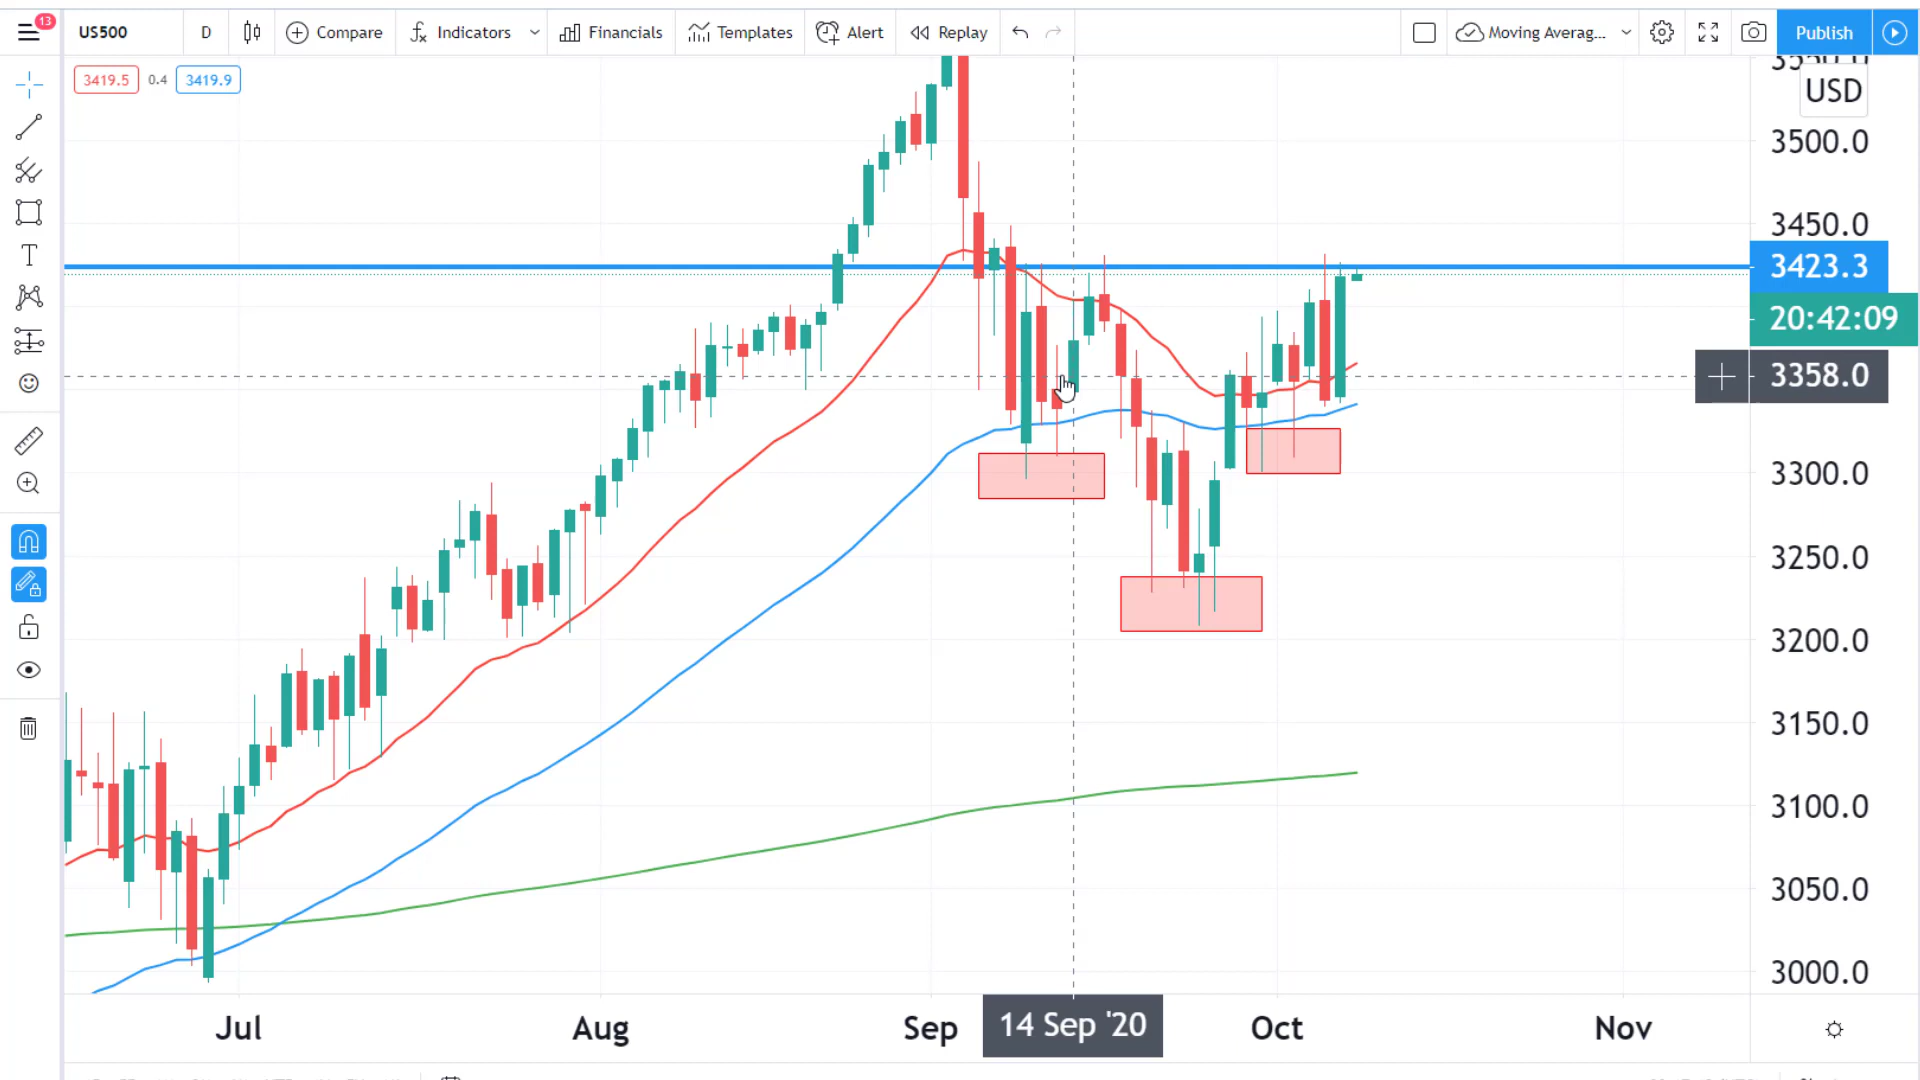 13
US500
D
Compare
Indicators
Financials
Templates
Alert
Replay
Moving Averag...
Publish
3419.5
0.4
3419.9
USD
3500.0
3450.0
3423.3
20:42:09
3358.0
3300.0
3250.0
3200.0
3150.0
3100.0
3050.0
3000.0
Jul
Aug
Sep
14 Sep '20
Oct
Nov